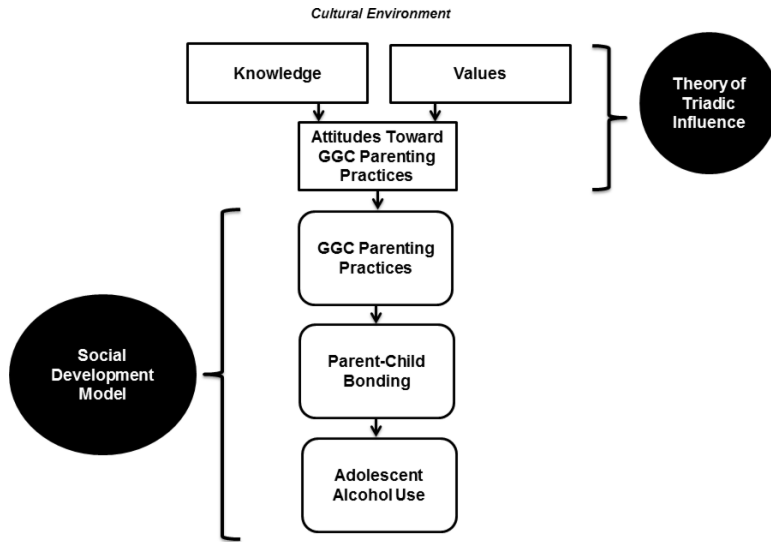 Cultural Environment
Knowledge
Values
Theory of
Triadic
Influence
Attitudes Toward
GGC Parenting
Practices
GGC Parenting
Practices
Social
Development
Model
Parent-Child
Bonding
Adolescent
Alcohol Use